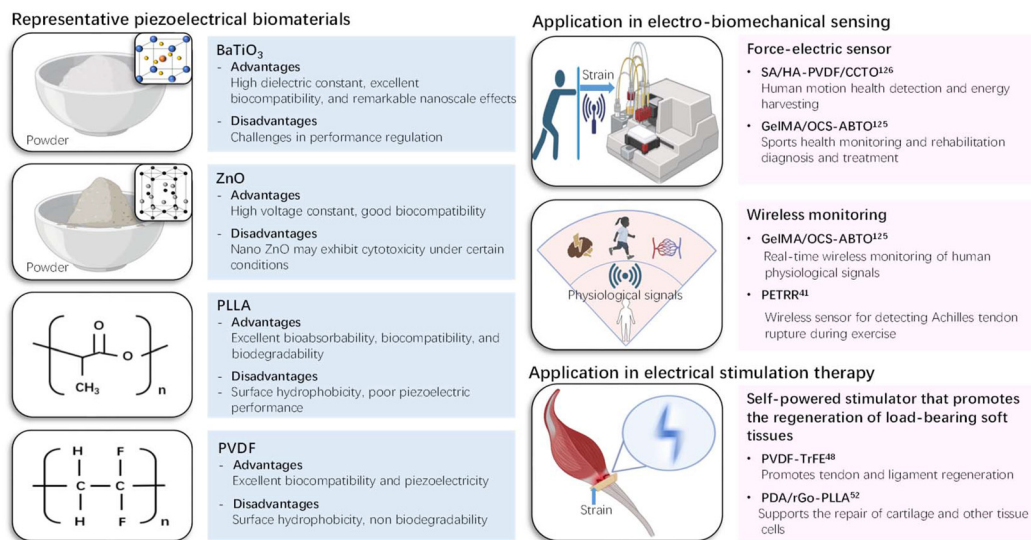 Representative piezoelectrical biomaterials
Powder
BaTiO₃
- Advantages
High dielectric constant, excellent
biocompatibility, and remarkable nanoscale effects
- Disadvantages
Challenges in performance regulation
Powder
ZnO
- Advantages
High voltage constant, good biocompatibility
- Disadvantages
Nano ZnO may exhibit cytotoxicity under certain
conditions
O
O
CH₃
n
PLLA
- Advantages
Excellent bioabsorbability, biocompatibility, and
biodegradability
- Disadvantages
- Surface hydrophobicity, poor piezoelectric
performance
H F
C C
H F
n
PVDF
- Advantages
Excellent biocompatibility and piezoelectricity
- Disadvantages
Surface hydrophobicity, non biodegradability
Application in electro-biomechanical sensing
Strain
Force-electric sensor
• SA/HA-PVDF/CCTO¹²⁶
Human motion health detection and energy
harvesting
• GelMA/OCS-ABTO¹²⁵
Sports health monitoring and rehabilitation
diagnosis and treatment
Physiological signals
Wireless monitoring
• GelMA/OCS-ABTO¹²⁵
Real-time wireless monitoring of human
physiological signals
• PETRR⁴¹
Wireless sensor for detecting Achilles tendon
rupture during exercise
Application in electrical stimulation therapy
Strain
Self-powered stimulator that promotes
the regeneration of load-bearing soft
tissues
• PVDF-TrFE⁴⁸
Promotes tendon and ligament regeneration
• PDA/rGo-PLLA⁵²
Supports the repair of cartilage and other tissue
cells